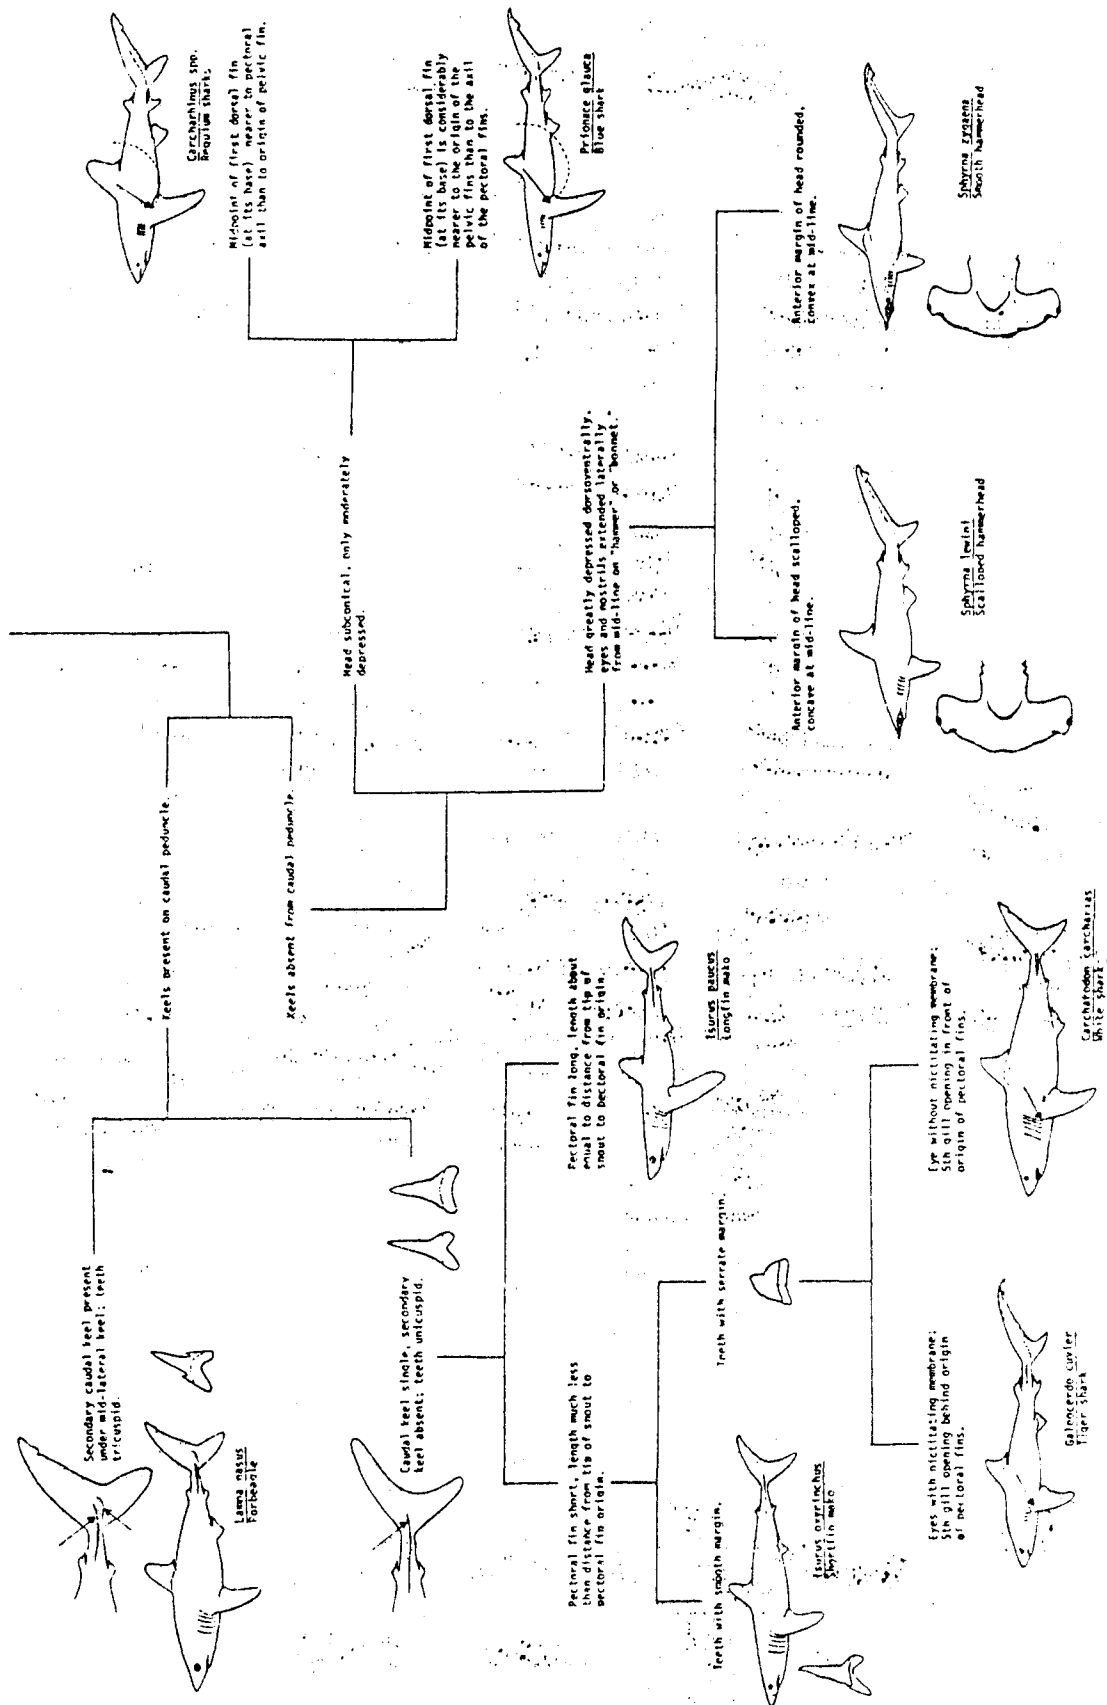 Keels present on caudal peduncle.
Keels absent from caudal peduncle.
Secondary caudal keel present
under mid-lateral keel; teeth
tricuspid.
Lamna nasus
Porbeagle
Caudal keel single, secondary
keel absent; teeth unicuspid.
Pectoral fin short, length much less
than distance from tip of snout to
pectoral fin origin.
Pectoral fin long, length about
equal to distance from tip of
snout to pectoral fin origin.
Isurus paucus
Longfin mako
Teeth with smooth margin.
Isurus oxyrinchus
Shortfin mako
Teeth with serrate margin.
Eyes with nictitating membrane;
5th gill opening behind origin
of pectoral fins.
Galeocerdo cuvier
Tiger shark
Eye without nictitating membrane;
5th gill opening in front of
origin of pectoral fins.
Carcharodon carcharias
White shark
Head subconical, only moderately
depressed.
Midpoint of first dorsal fin
(at its base) nearer to pectoral
axil than to origin of pelvic fin.
Carcharhinus spp.
Requium sharks
Midpoint of first dorsal fin
(at its base) is considerably
nearer to the origin of the
pelvic fins than to the axil
of the pectoral fins.
Prionace glauca
Blue shark
Head greatly depressed dorsoventrally,
eyes and nostrils extended laterally
from mid-line on "hammer" or "bonnet."
Anterior margin of head scalloped,
concave at mid-line.
Sphyrna lewini
Scalloped hammerhead
Anterior margin of head rounded,
convex at mid-line.
Sphyrna zygaena
Smooth hammerhead